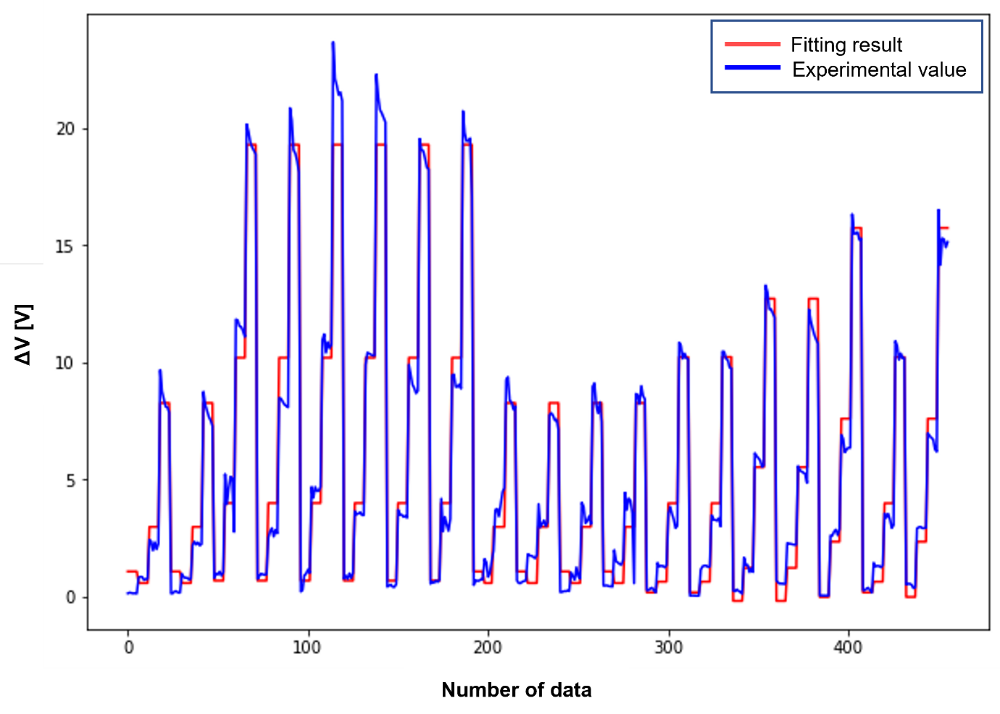 Fitting result
Experimental value
20
15
10
5
0
ΔV [V]
0 100 200 300 400
Number of data